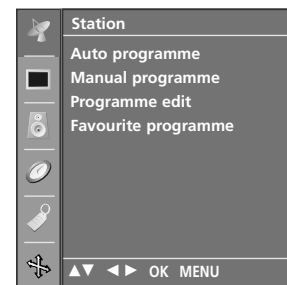 Station
Auto programme
Manual programme
Programme edit
Favourite programme
▲▼ ◄► OK MENU